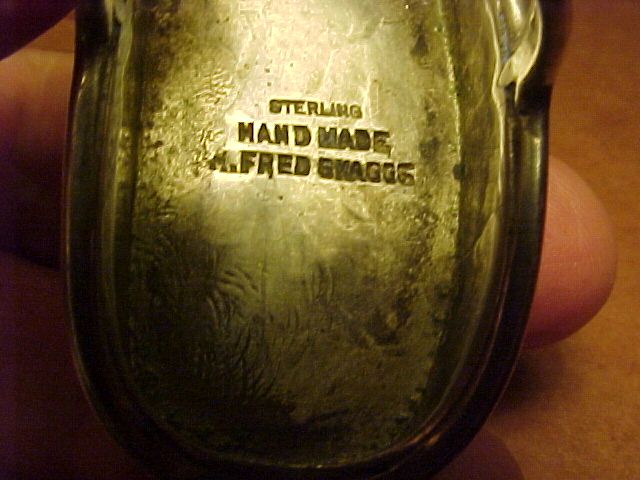 STERLING
HAND MADE
H. FRED SKAGGS